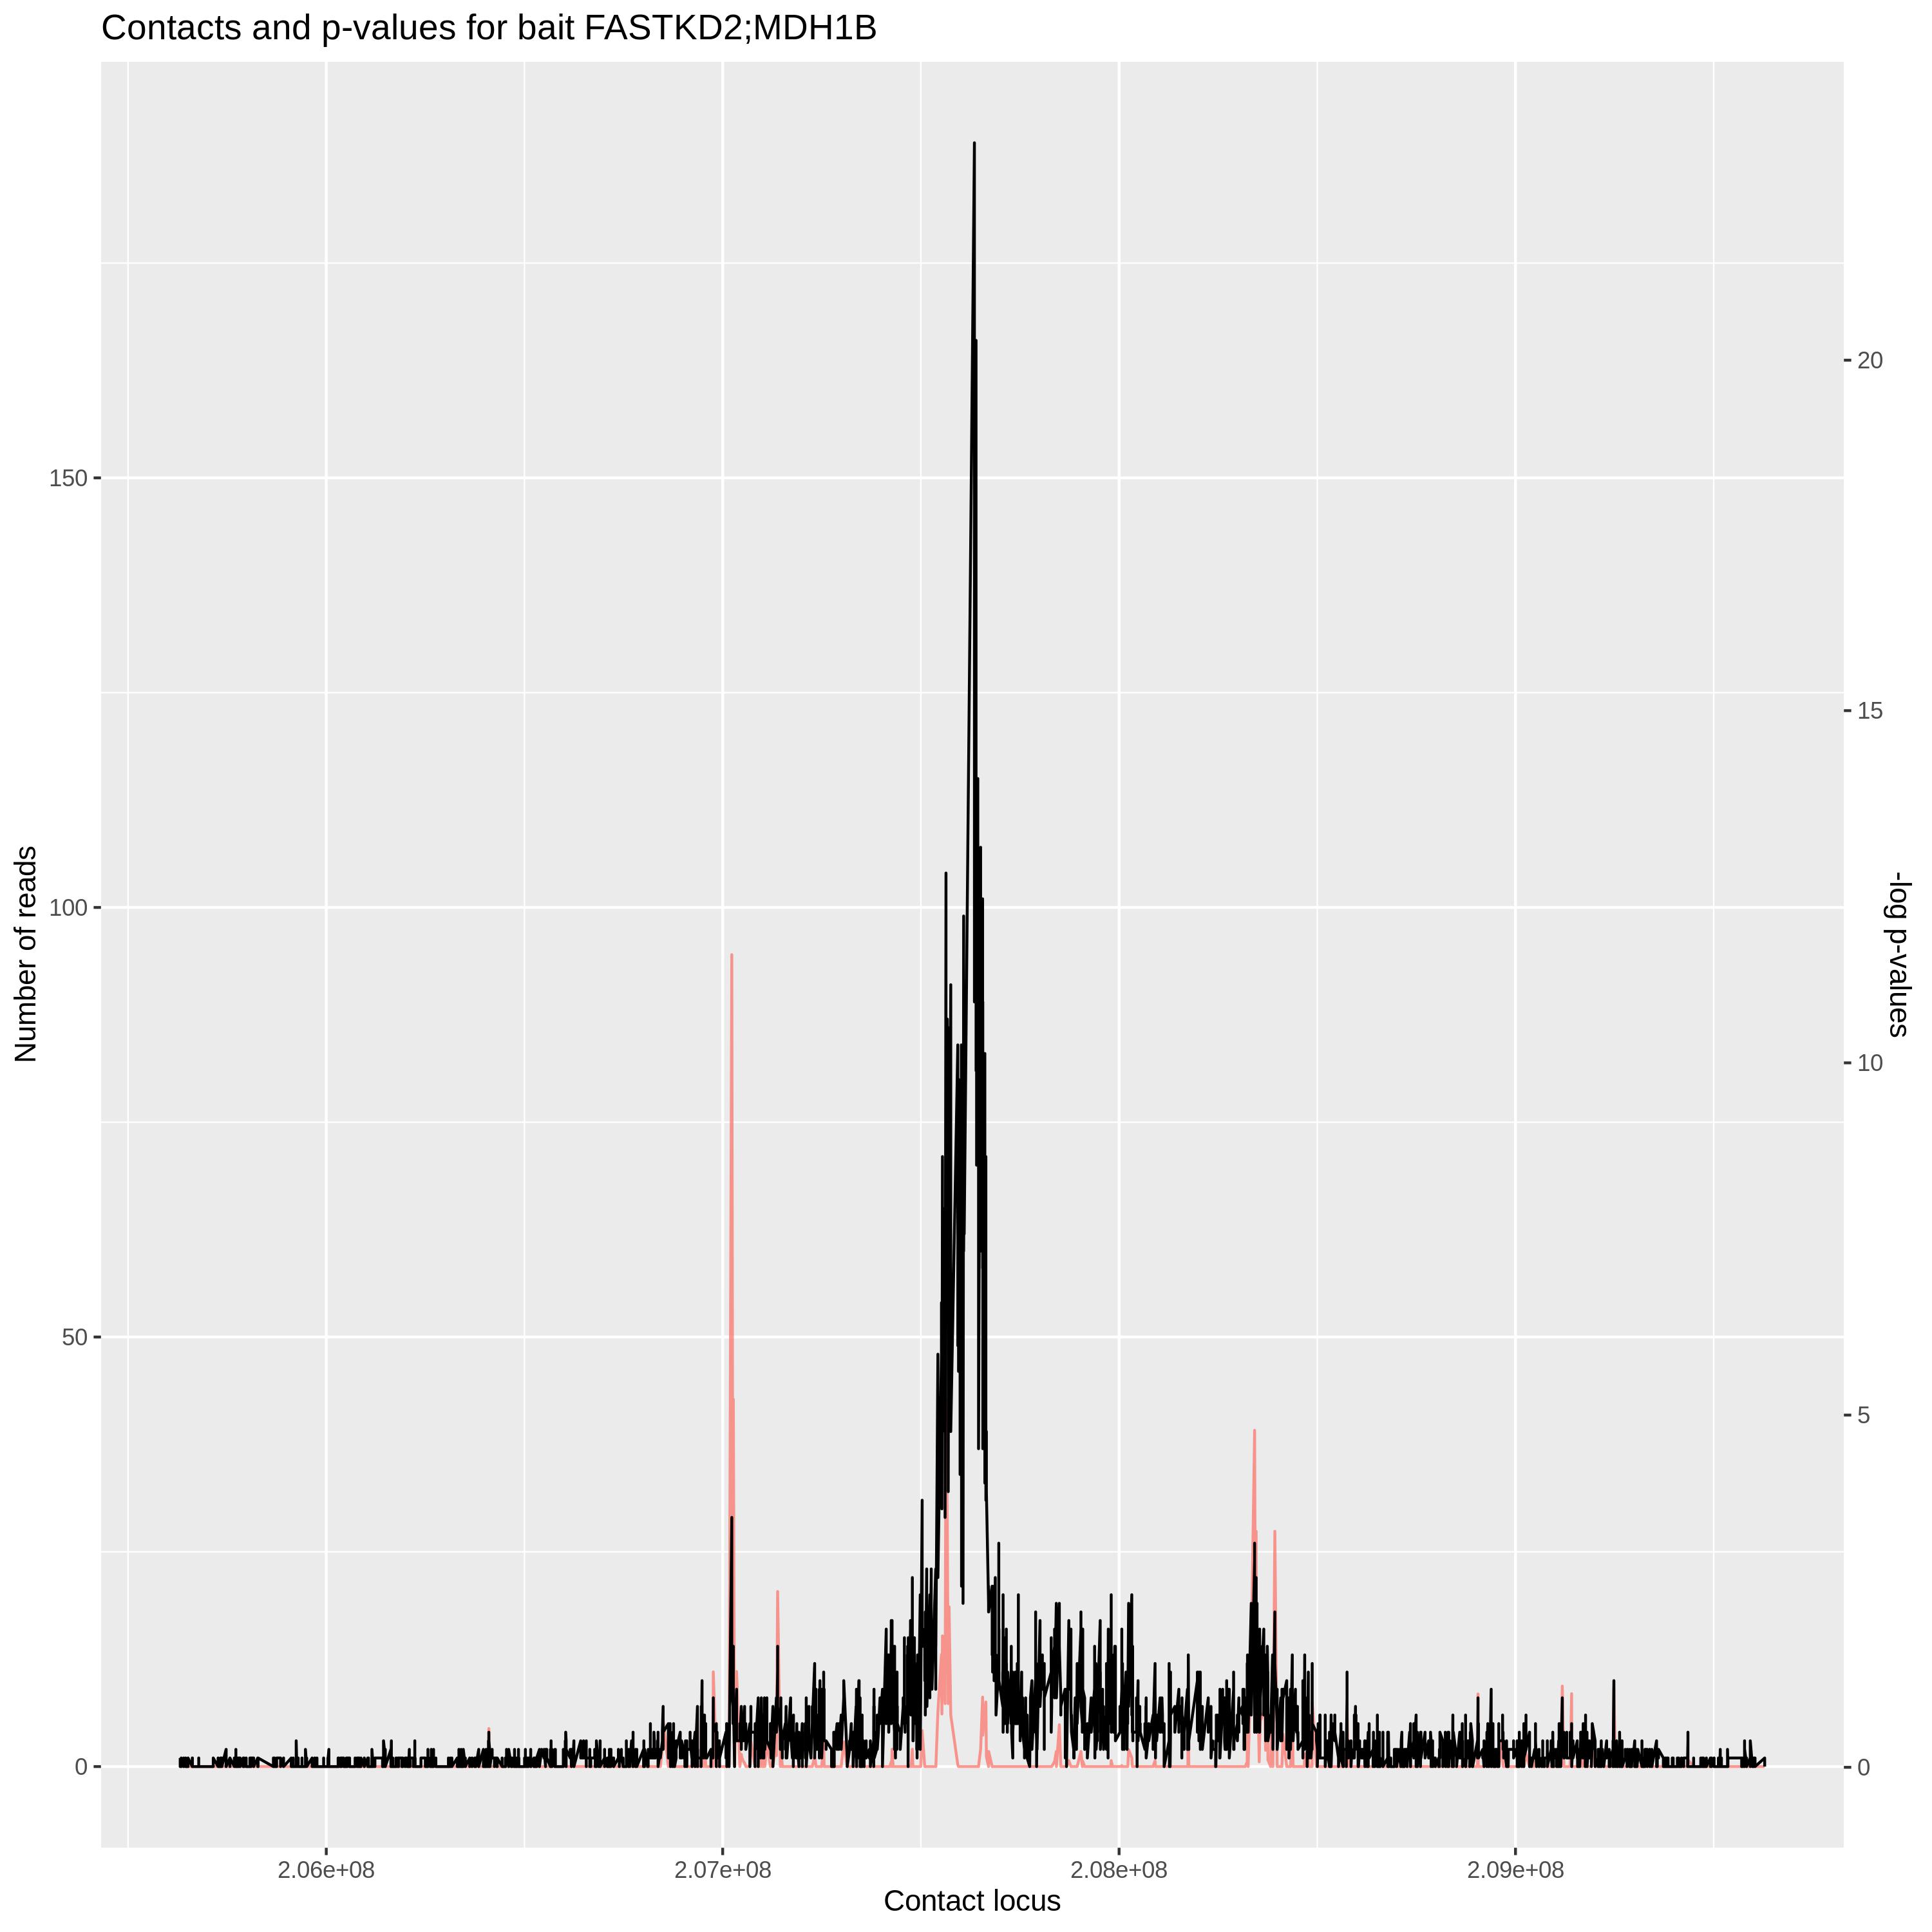 Contacts and p-values for bait FASTKD2;MDH1B
Number of reads
150
100
50
0
20
15
10
5
0
-log p-values
2.06e+08
2.07e+08
2.08e+08
2.09e+08
Contact locus